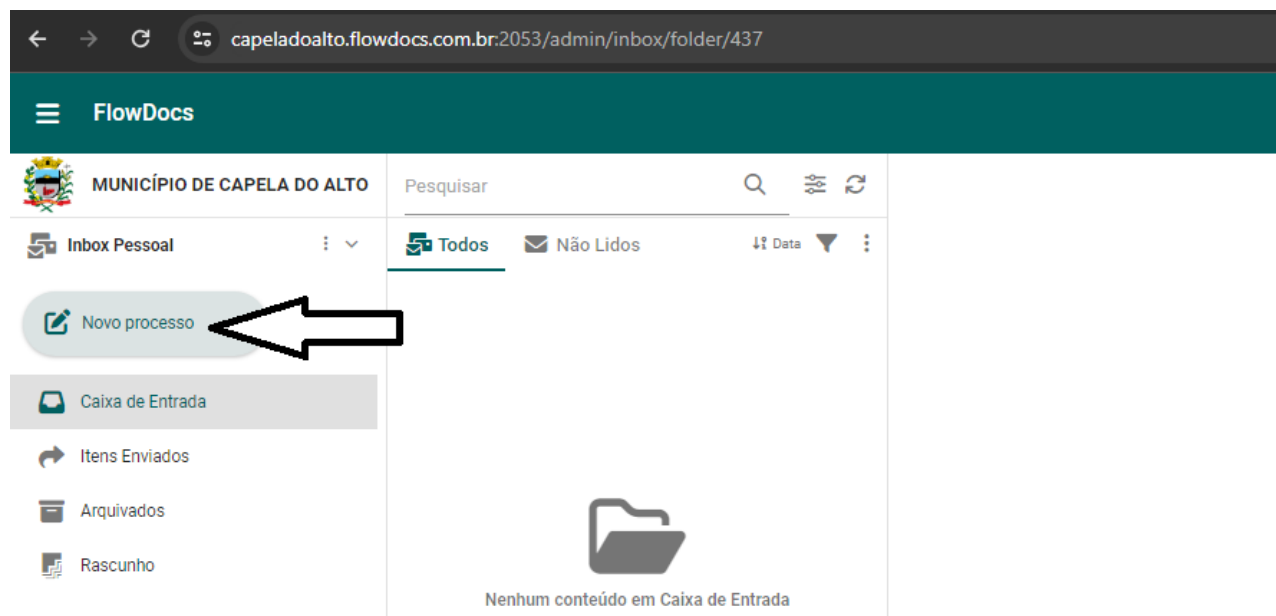 capeladoalto.flowdocs.com.br:2053/admin/inbox/folder/437
FlowDocs
MUNICÍPIO DE CAPELA DO ALTO
Pesquisar
Inbox Pessoal
Todos
Não Lidos
Data
Novo processo
Caixa de Entrada
Itens Enviados
Arquivados
Rascunho
Nenhum conteúdo em Caixa de Entrada